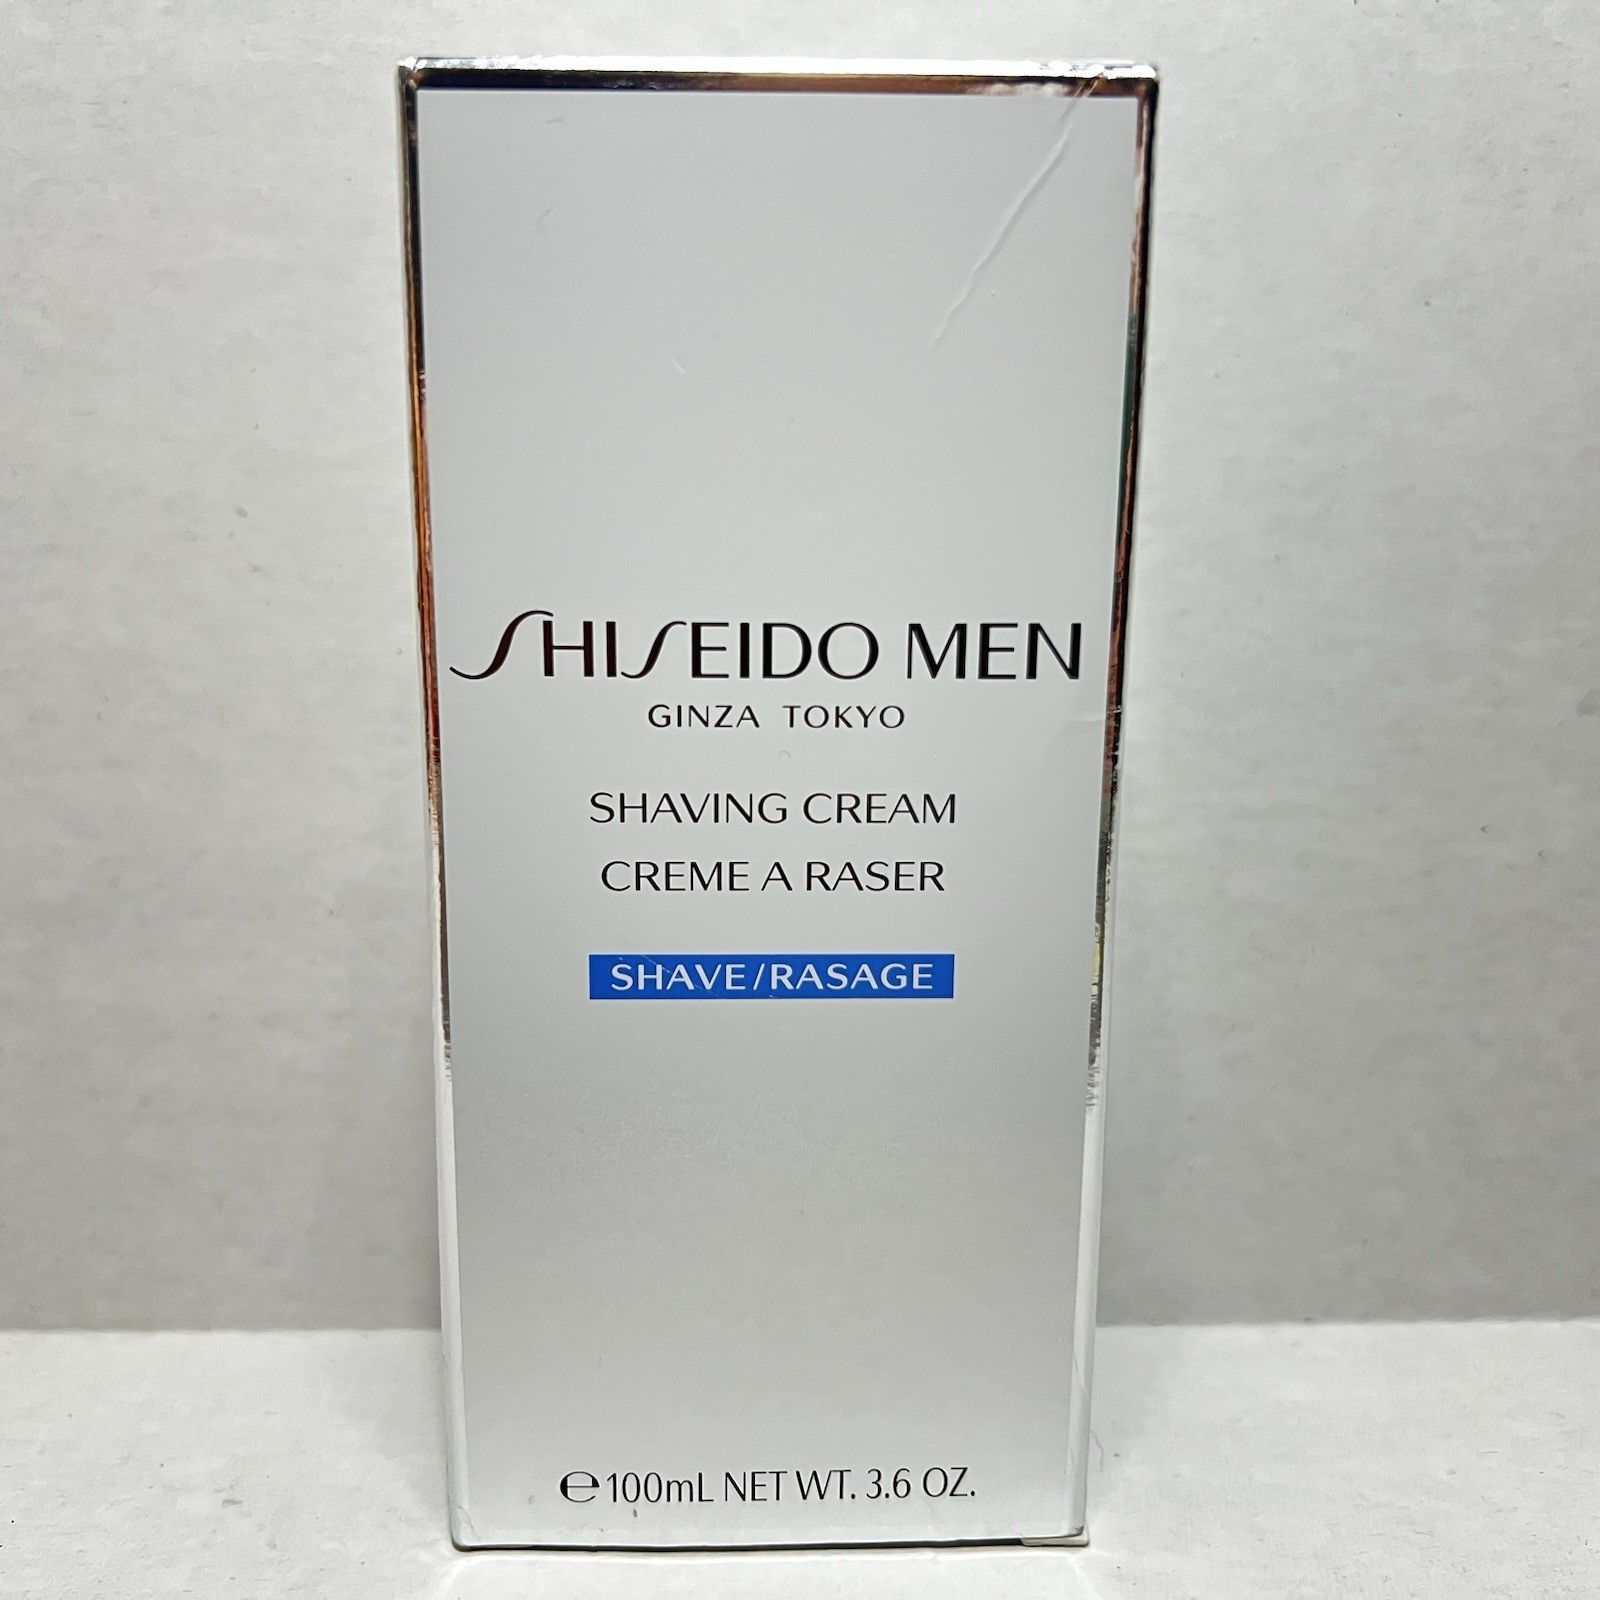 SHISEIDO MEN
GINZA TOKYO
SHAVING CREAM
CREME A RASER
SHAVE/RASAGE
℮100mL NET WT. 3.6 OZ.